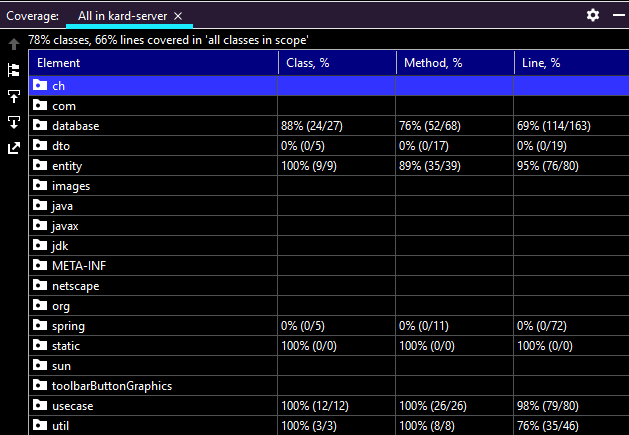 Coverage: All in kard-server ×
78% classes, 66% lines covered in 'all classes in scope'
Element Class, % Method, % Line, %
ch
com
database 88% (24/27) 76% (52/68) 69% (114/163)
dto 0% (0/5) 0% (0/17) 0% (0/19)
entity 100% (9/9) 89% (35/39) 95% (76/80)
images
java
javax
jdk
META-INF
netscape
org
spring 0% (0/5) 0% (0/11) 0% (0/72)
static 100% (0/0) 100% (0/0) 100% (0/0)
sun
toolbarButtonGraphics
usecase 100% (12/12) 100% (26/26) 98% (79/80)
util 100% (3/3) 100% (8/8) 76% (35/46)